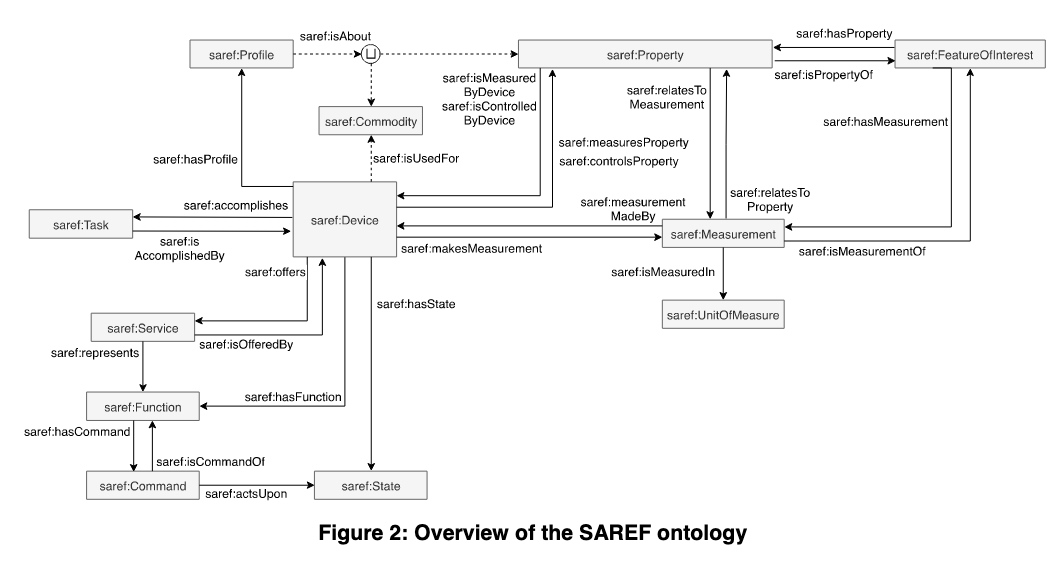 saref:isAbout
saref:hasProperty
saref:Profile
⊔
saref:Property
saref:FeatureOfInterest
saref:isPropertyOf
saref:isMeasured
ByDevice
saref:isControlled
ByDevice
saref:relatesTo
Measurement
saref:Commodity
saref:hasMeasurement
saref:measuresProperty
saref:controlsProperty
saref:hasProfile
saref:isUsedFor
saref:relatesTo
Property
saref:accomplishes
saref:measurement
MadeBy
saref:Task
saref:Device
saref:Measurement
saref:is
AccomplishedBy
saref:makesMeasurement
saref:isMeasurementOf
saref:offers
saref:isMeasuredIn
saref:hasState
saref:UnitOfMeasure
saref:Service
saref:isOfferedBy
saref:represents
saref:hasFunction
saref:Function
saref:hasCommand
saref:isCommandOf
saref:Command
saref:State
saref:actsUpon
Figure 2: Overview of the SAREF ontology